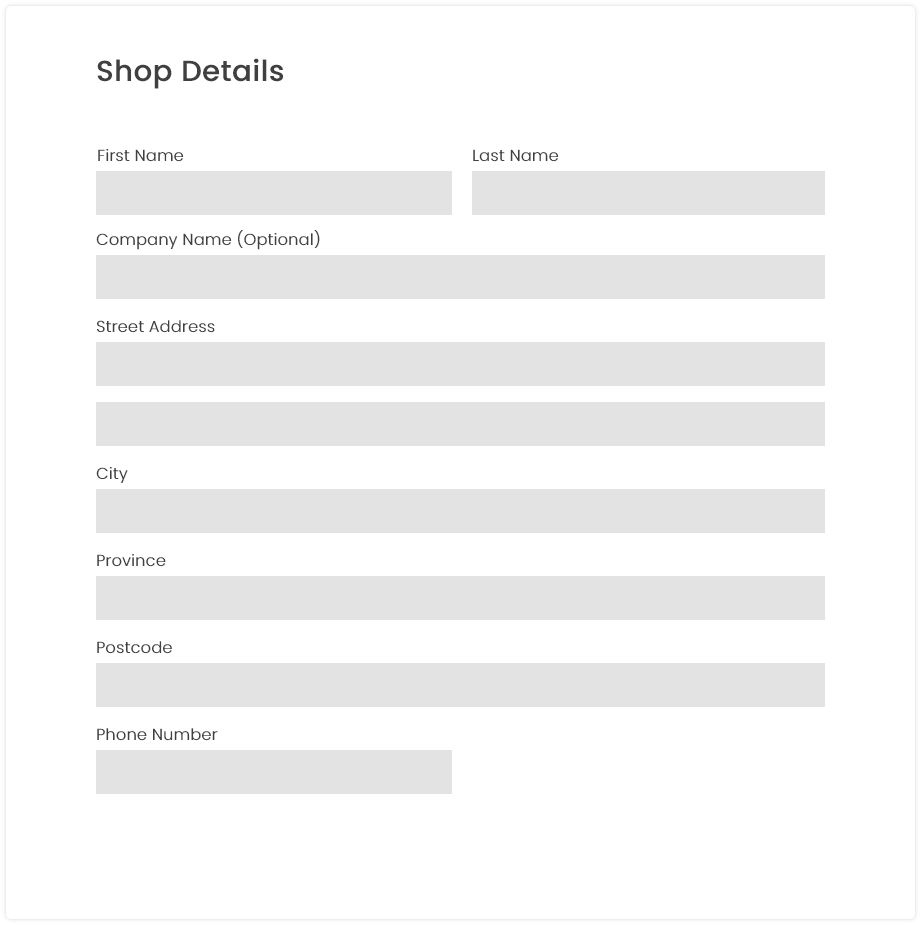 Shop Details
First Name
Last Name
Company Name (Optional)
Street Address
City
Province
Postcode
Phone Number